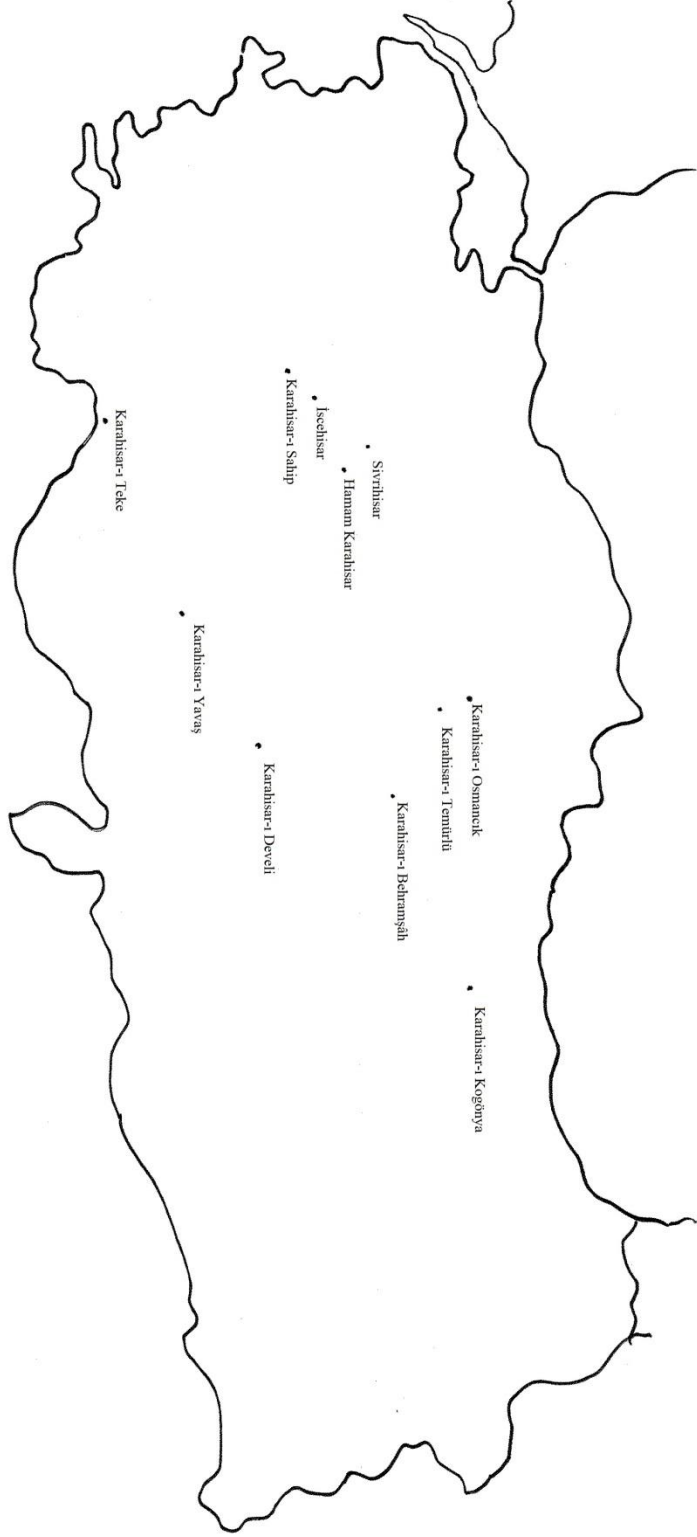 Karahisar-ı Osmancık
Karahisar-ı Kogönya
Karahisar-ı Temürlü
Karahisar-ı Behramşâh
Sivrihisar
Hamam Karahisar
İscehisar
Karahisar-ı Sahip
Karahisar-ı Develi
Karahisar-ı Yavaş
Karahisar-ı Teke